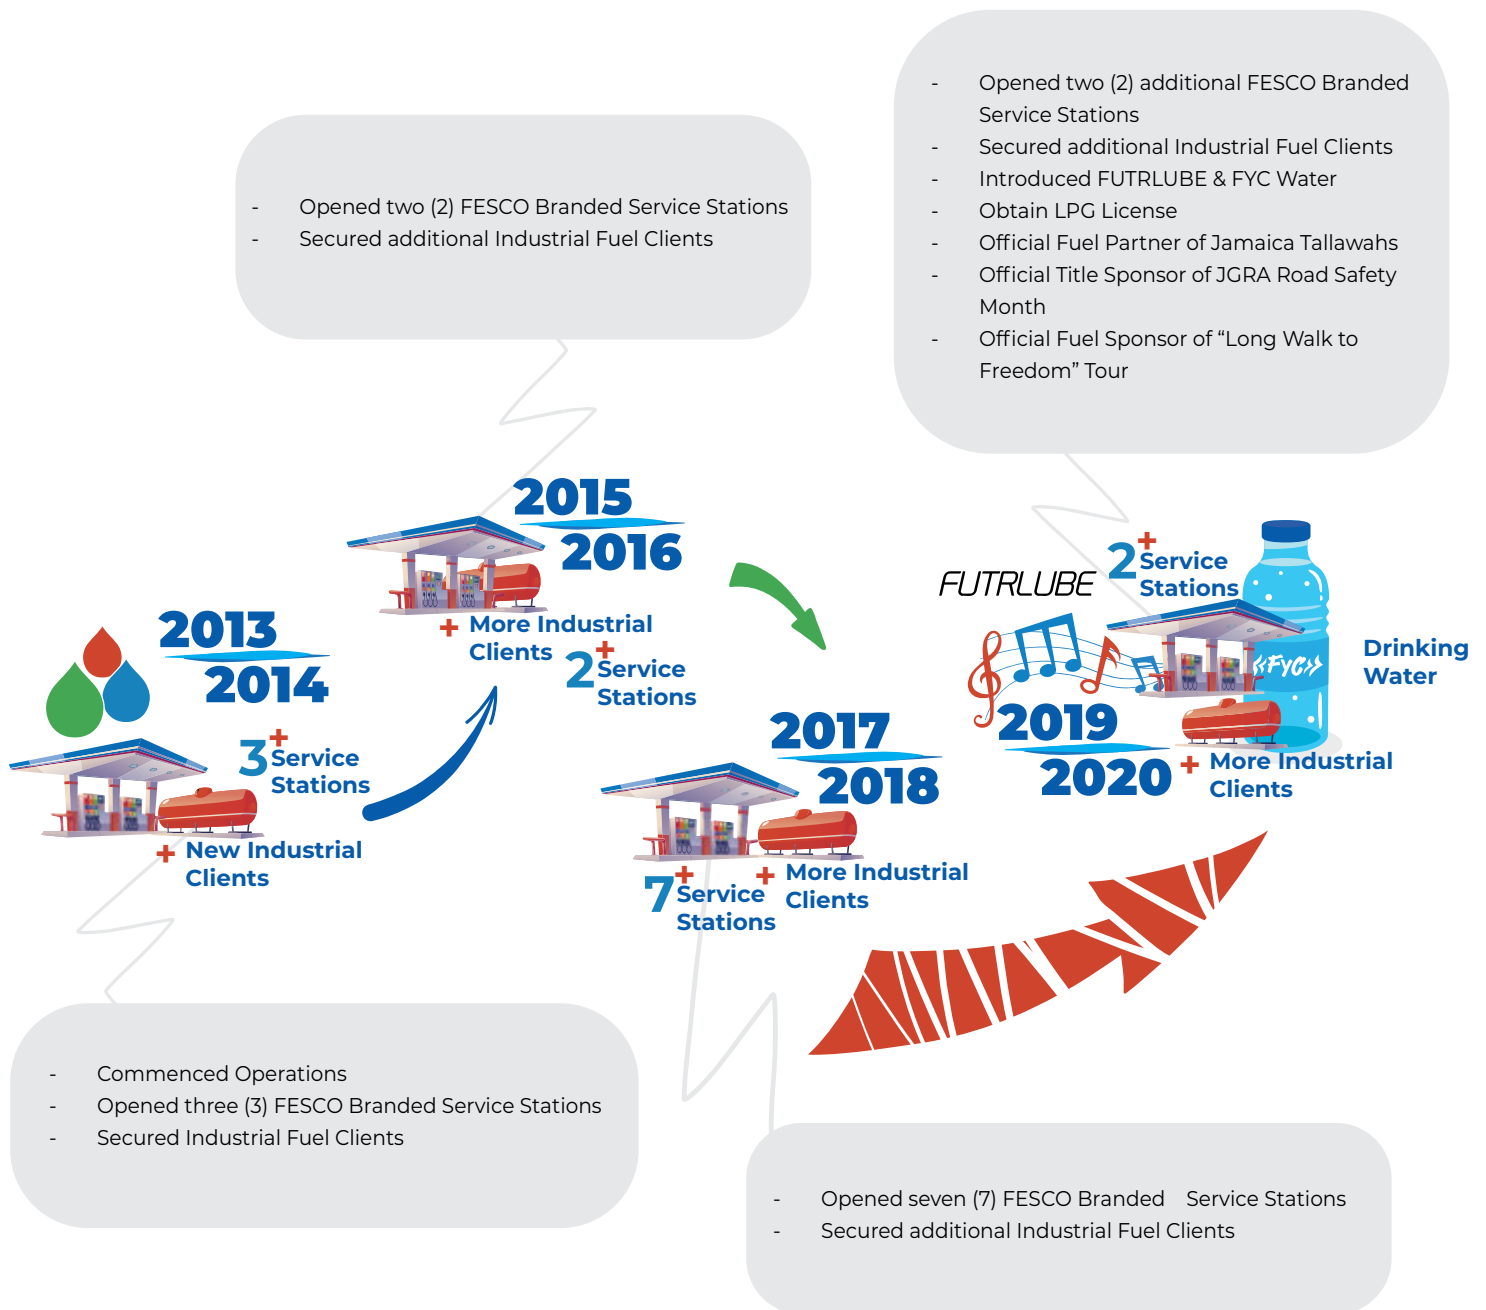 - Opened two (2) additional FESCO Branded
Service Stations
- Secured additional Industrial Fuel Clients
- Introduced FUTRLUBE & FYC Water
- Obtain LPG License
- Official Fuel Partner of Jamaica Tallawahs
- Official Title Sponsor of JGRA Road Safety
Month
- Official Fuel Sponsor of “Long Walk to
Freedom” Tour
- Opened two (2) FESCO Branded Service Stations
- Secured additional Industrial Fuel Clients
2015
2016
+ More Industrial
Clients
2+
Service
Stations
2013
2014
3+
Service
Stations
+ New Industrial
Clients
2017
2018
7+
Service
Stations
+ More Industrial
Clients
FUTRLUBE
2+
Service
Stations
«FYC»
Drinking
Water
2019
2020
+ More Industrial
Clients
- Commenced Operations
- Opened three (3) FESCO Branded Service Stations
- Secured Industrial Fuel Clients
- Opened seven (7) FESCO Branded Service Stations
- Secured additional Industrial Fuel Clients